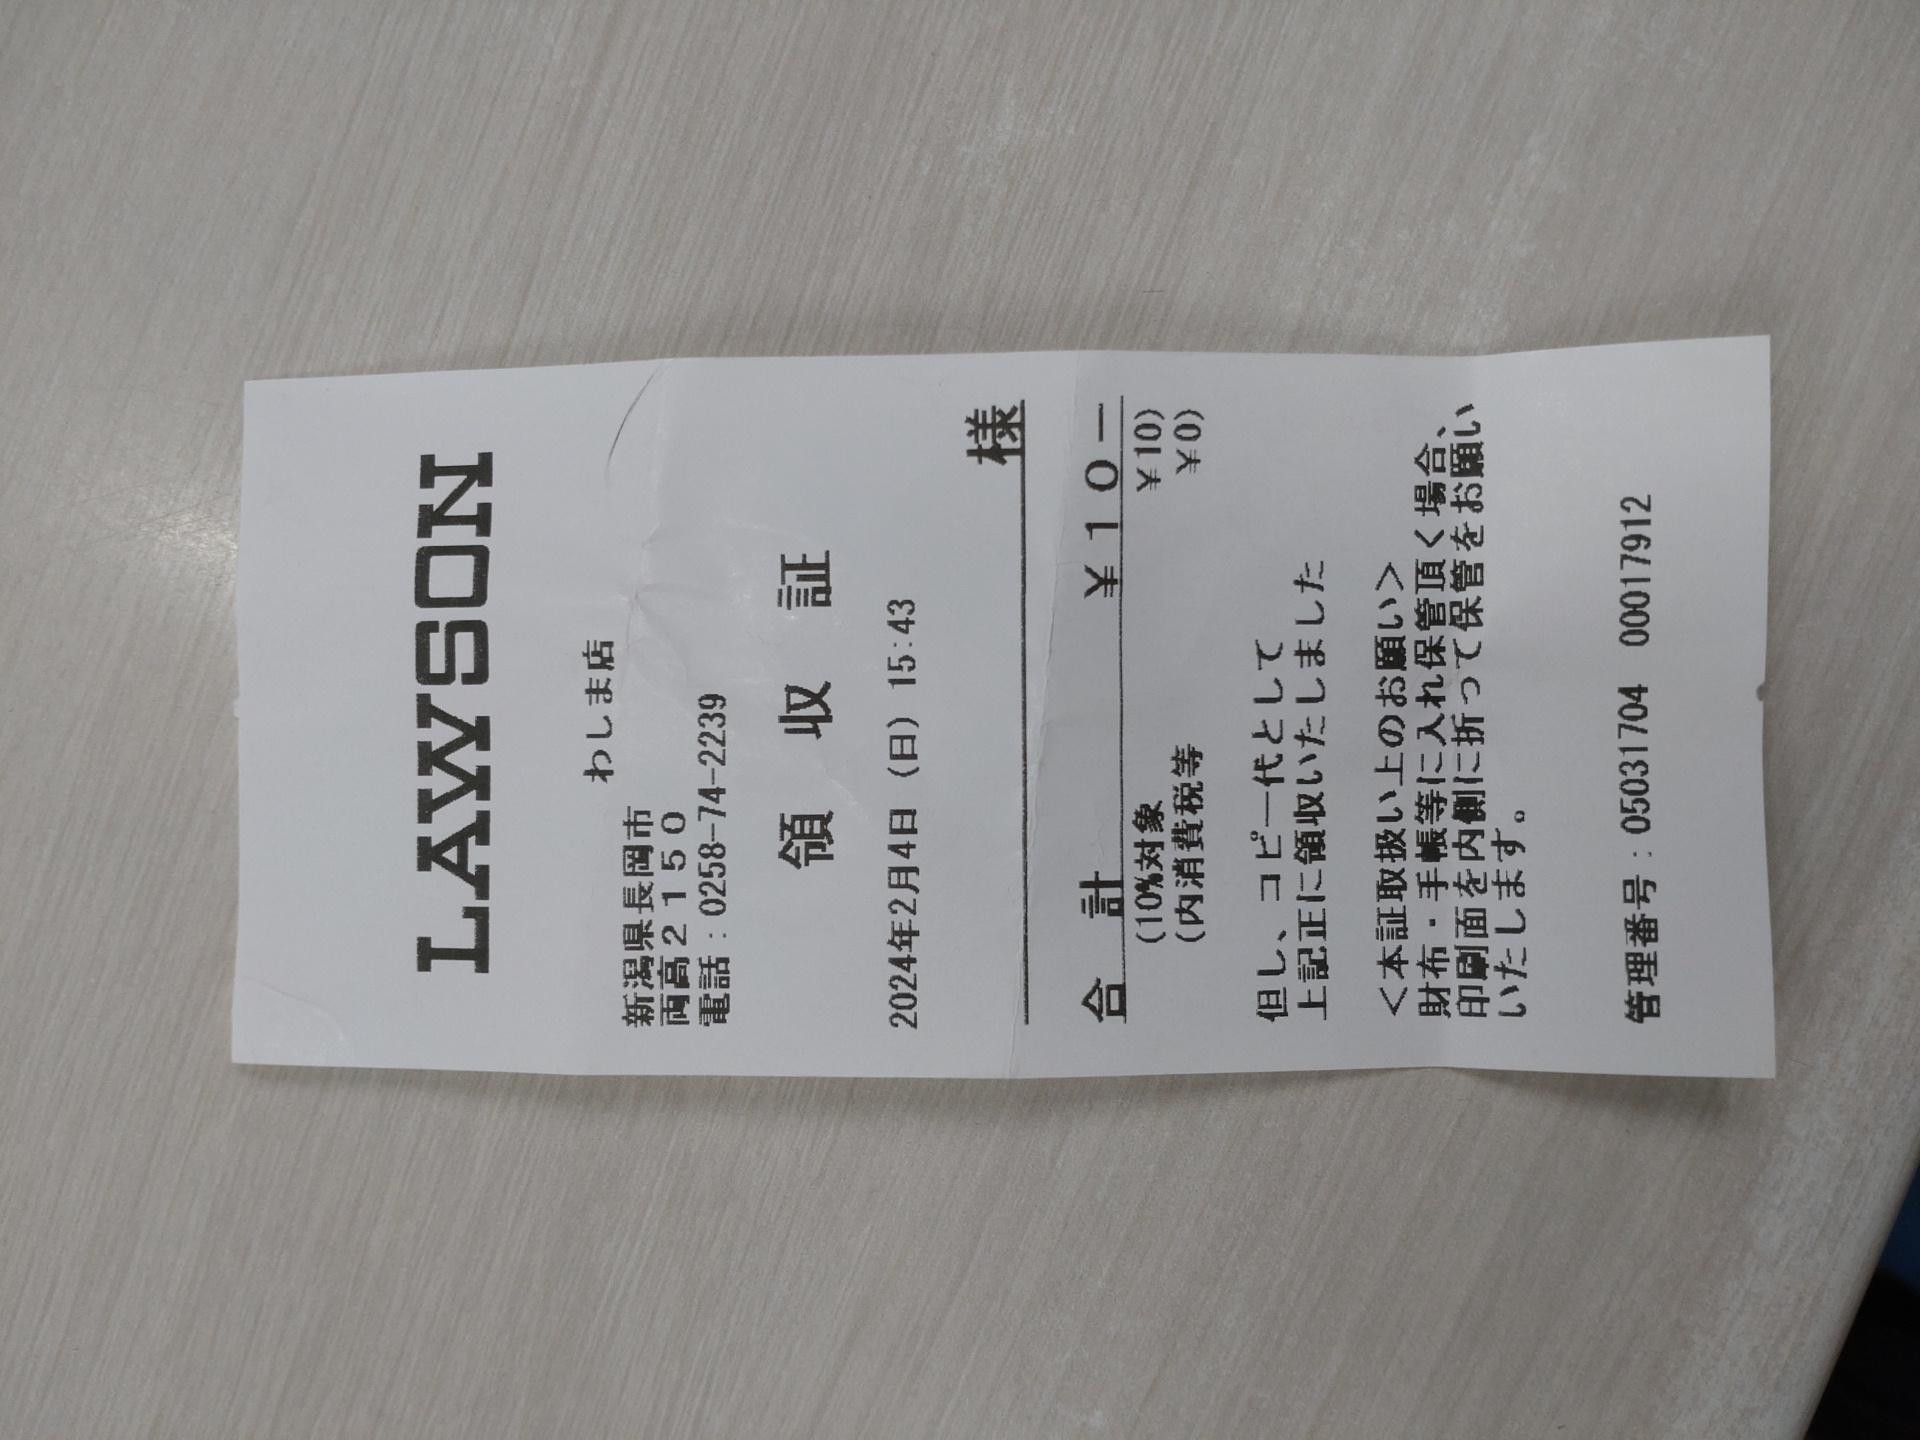 LAWSON
わしま店
新潟県長岡市
両高2150
電話：0258-74-2239
領　収　証
2024年2月4日（日）15:43
様
合　計　￥10－
（10%対象　￥10）
（内消費税等　￥0）
但し、コピー代として
上記正に領収いたしました
＜本証取扱い上のお願い＞
財布・手帳等に入れ保管頂く場合、
印刷面を内側に折って保管をお願い
いたします。
管理番号：05031704　00017912